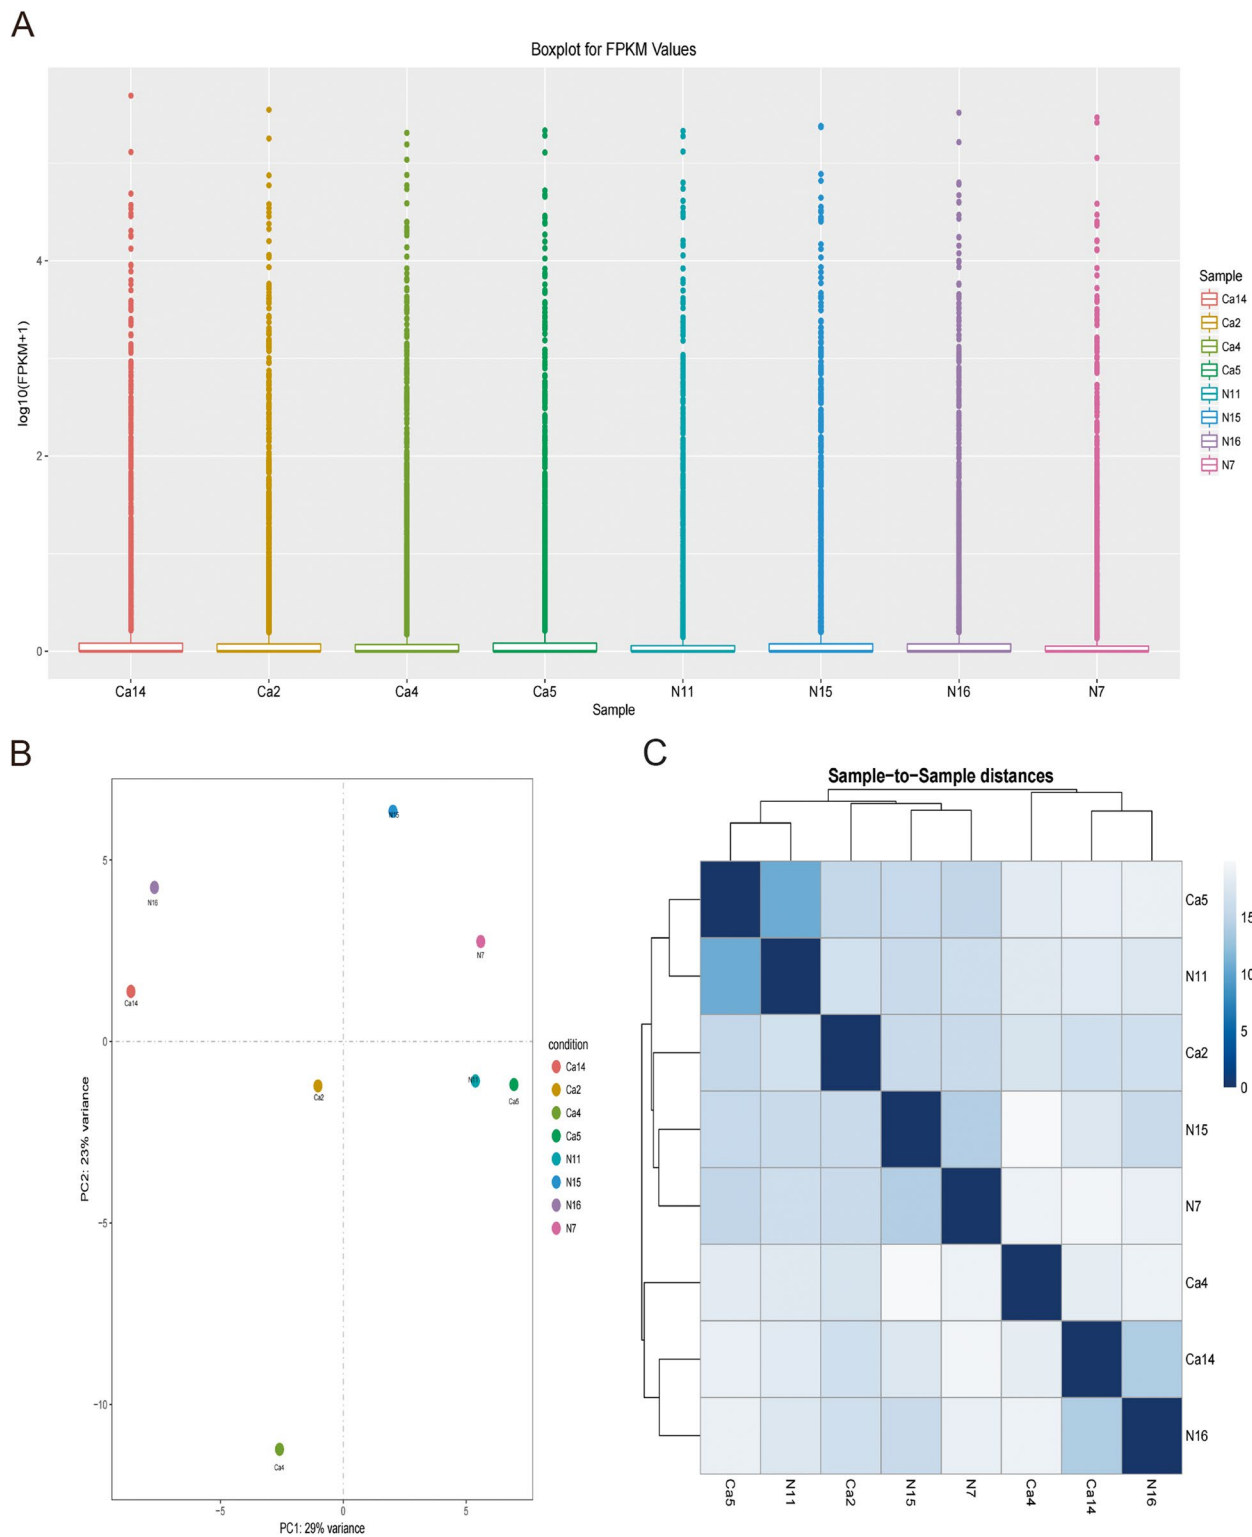 A
Boxplot for FPKM Values
log10(FPKM+1)
4
2
0
Ca14 Ca2 Ca4 Ca5 N11 N15 N16 N7
Sample
Sample
Ca14
Ca2
Ca4
Ca5
N11
N15
N16
N7
B
PC2: 23% variance
5
0
−5
−10
N15
N16
N7
Ca14
N11
Ca2
Ca5
Ca4
−5 0 5
PC1: 29% variance
condition
Ca14
Ca2
Ca4
Ca5
N11
N15
N16
N7
C
Sample−to−Sample distances
Ca5
N11
Ca2
N15
N7
Ca4
Ca14
N16
Ca5 N11 Ca2 N15 N7 Ca4 Ca14 N16
15
10
5
0